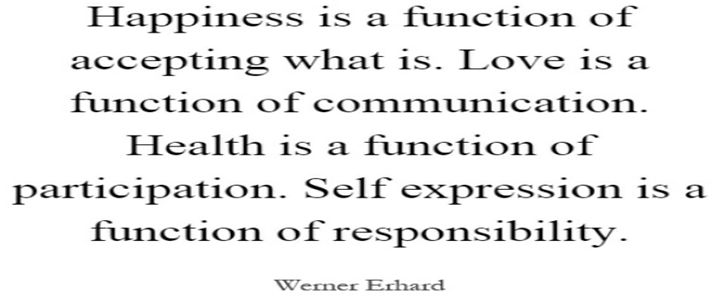 Happiness is a function of
accepting what is. Love is a
function of communication.
Health is a function of
participation. Self expression is a
function of responsibility.
Werner Erhard